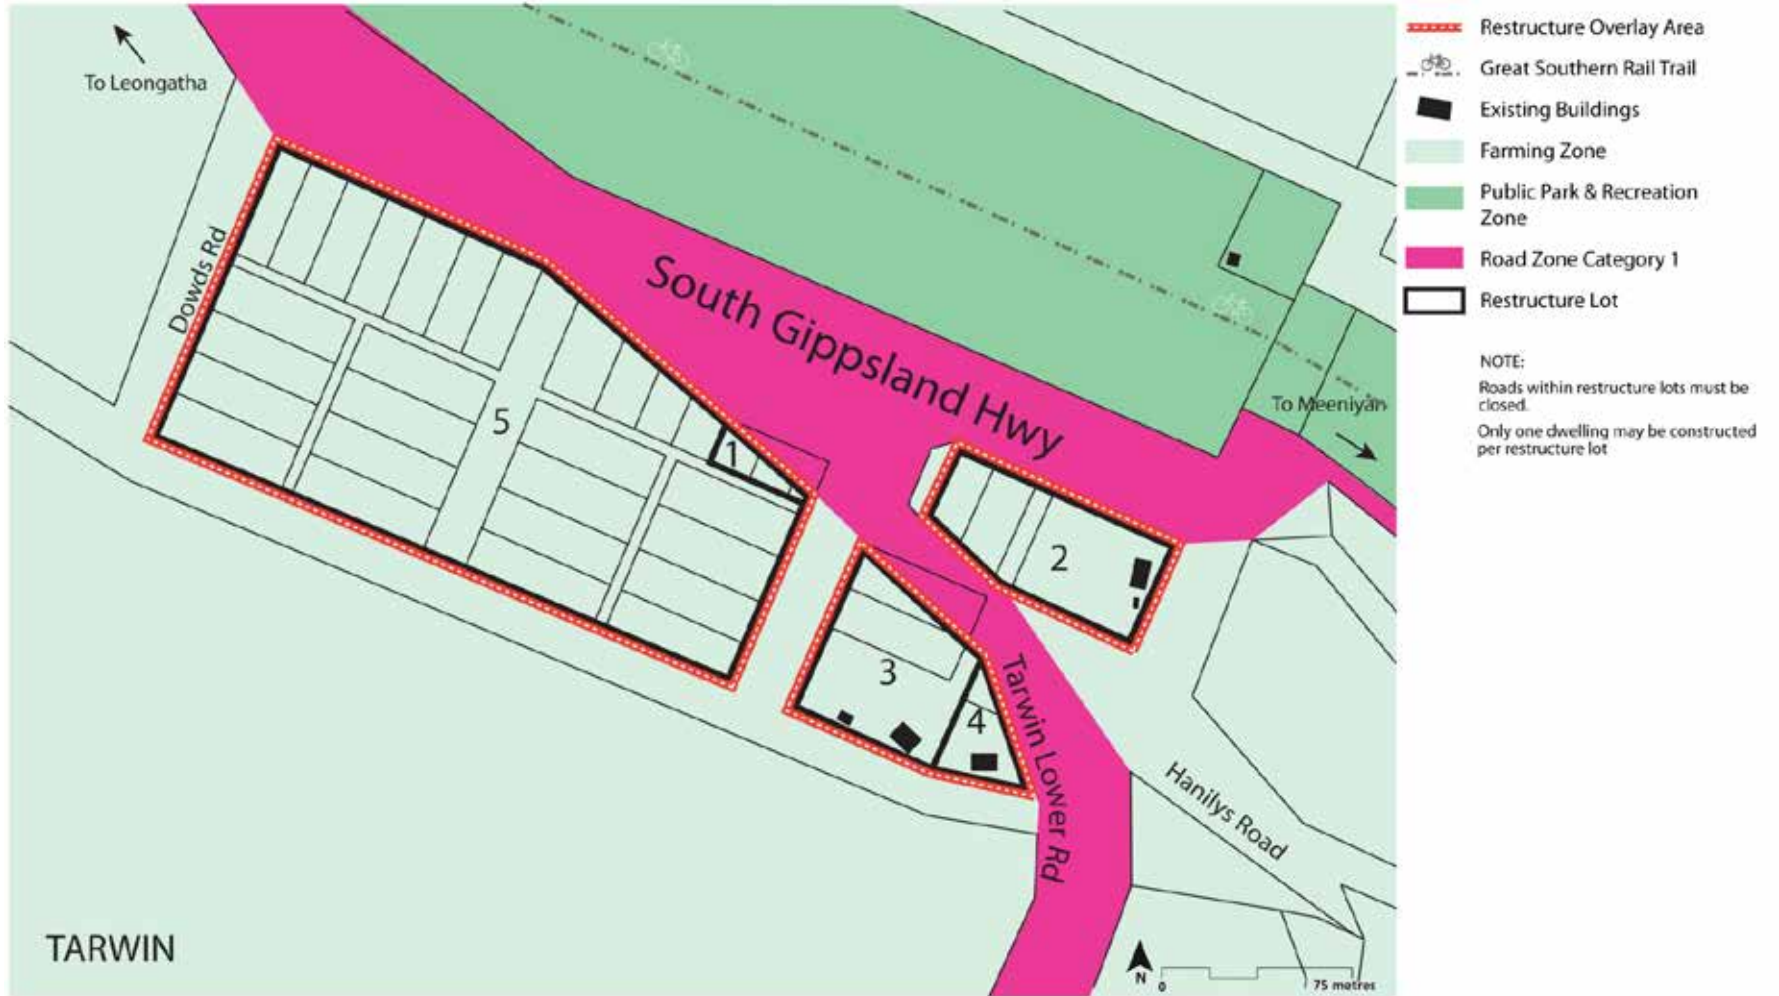 To Leongatha
Dowds Rd
South Gippsland Hwy
To Meeniyan
1
2
3
4
5
Tarwin Lower Rd
Hanilys Road
TARWIN
N
0
75 metres
Restructure Overlay Area
Great Southern Rail Trail
Existing Buildings
Farming Zone
Public Park & Recreation
Zone
Road Zone Category 1
Restructure Lot
NOTE:
Roads within restructure lots must be
closed.
Only one dwelling may be constructed
per restructure lot